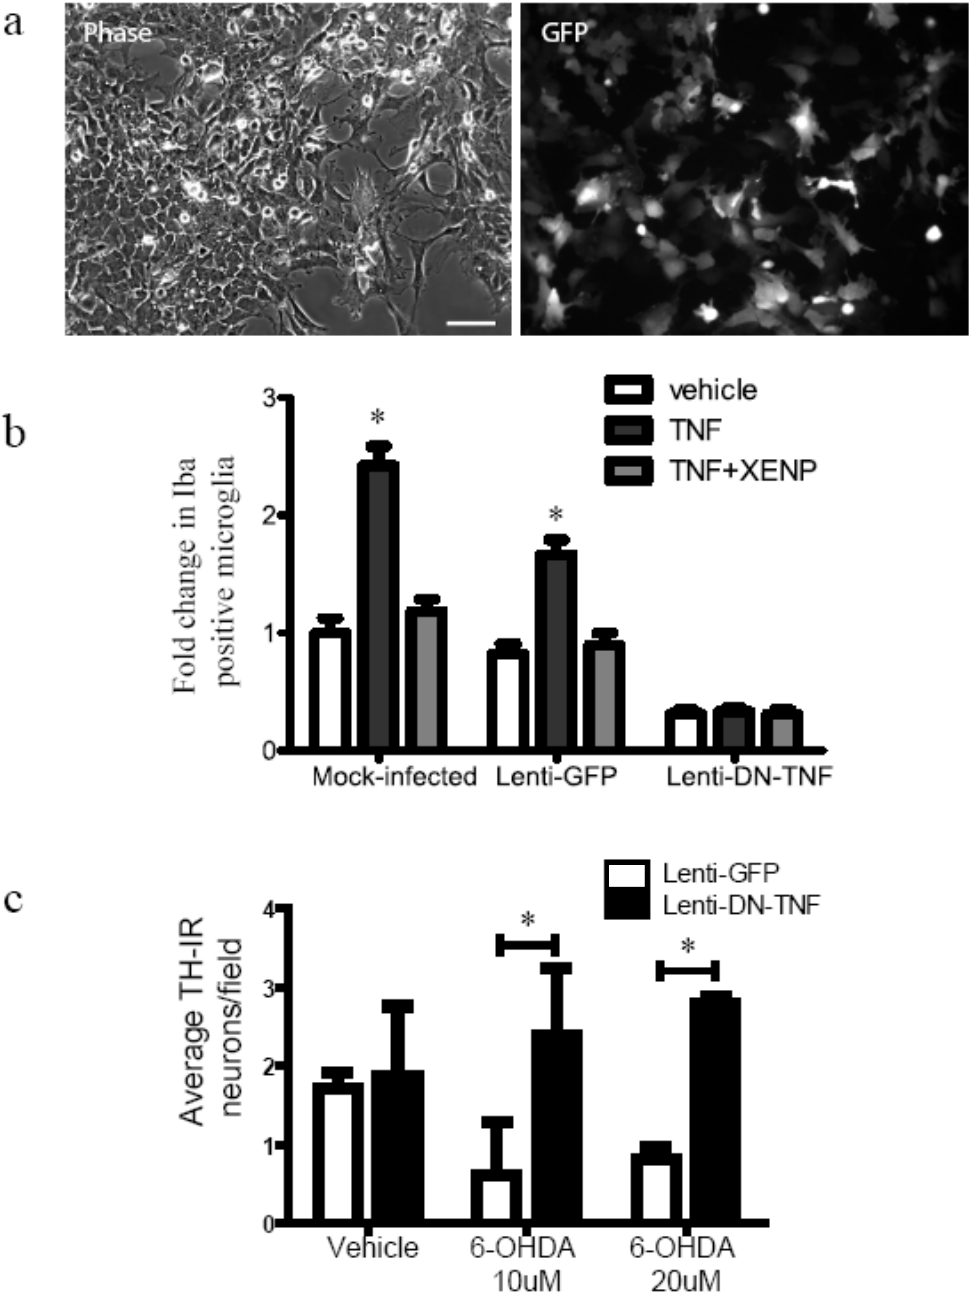 a
Phase
GFP
b
vehicle
TNF
TNF+XENP
Fold change in Iba
positive microglia
3
*
2
*
1
0
Mock-infected
Lenti-GFP
Lenti-DN-TNF
c
Lenti-GFP
Lenti-DN-TNF
Average TH-IR
neurons/field
4
*
*
3
2
1
0
Vehicle
6-OHDA
10uM
6-OHDA
20uM